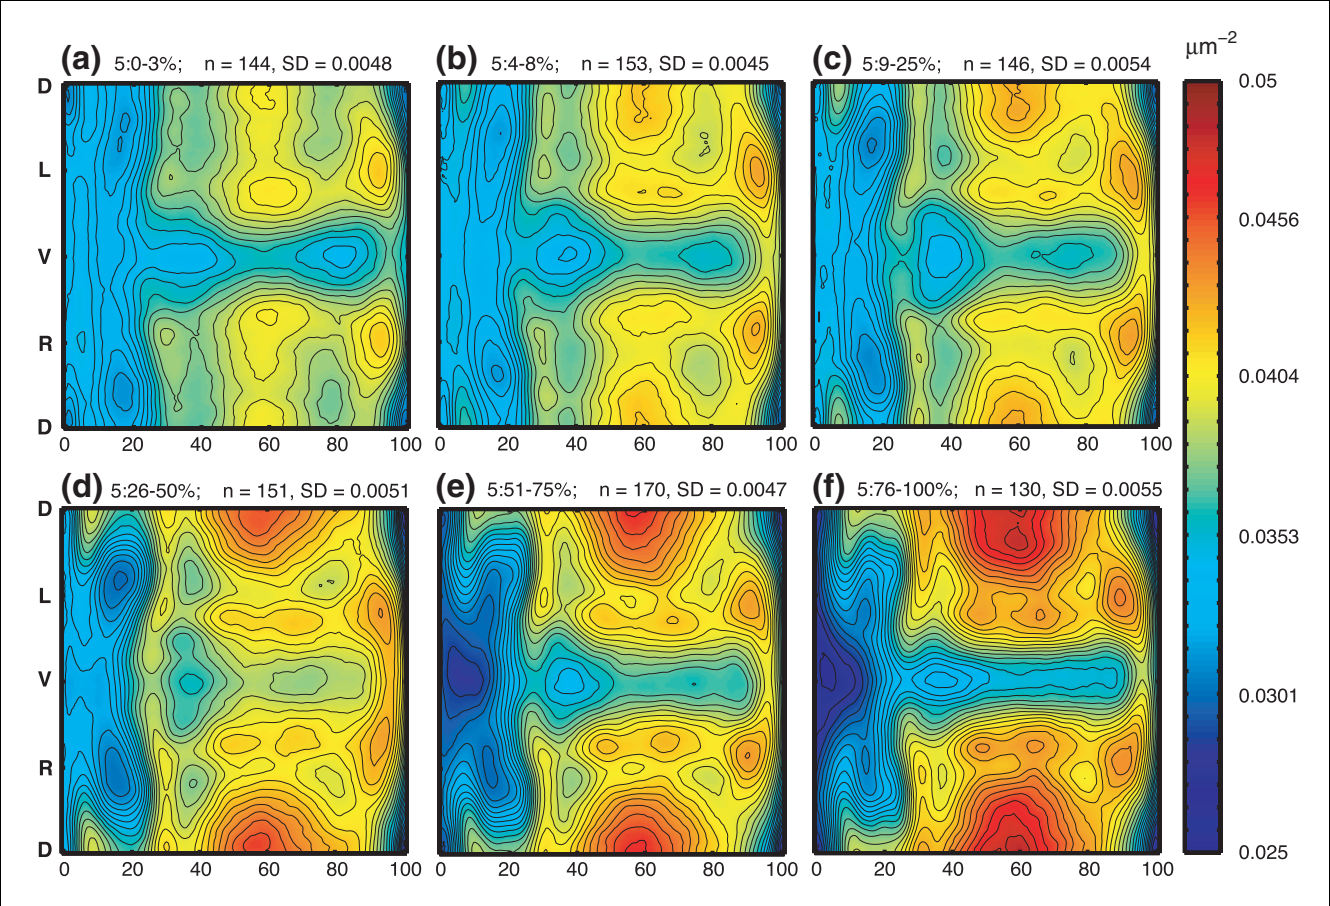 (a) 5:0-3%; n = 144, SD = 0.0048
(b) 5:4-8%; n = 153, SD = 0.0045
(c) 5:9-25%; n = 146, SD = 0.0054
μm⁻²
D
L
V
R
D
0 20 40 60 80 100
0 20 40 60 80 100
0 20 40 60 80 100
(d) 5:26-50%; n = 151, SD = 0.0051
(e) 5:51-75%; n = 170, SD = 0.0047
(f) 5:76-100%; n = 130, SD = 0.0055
D
L
V
R
D
0 20 40 60 80 100
0 20 40 60 80 100
0 20 40 60 80 100
0.05
0.0456
0.0404
0.0353
0.0301
0.025